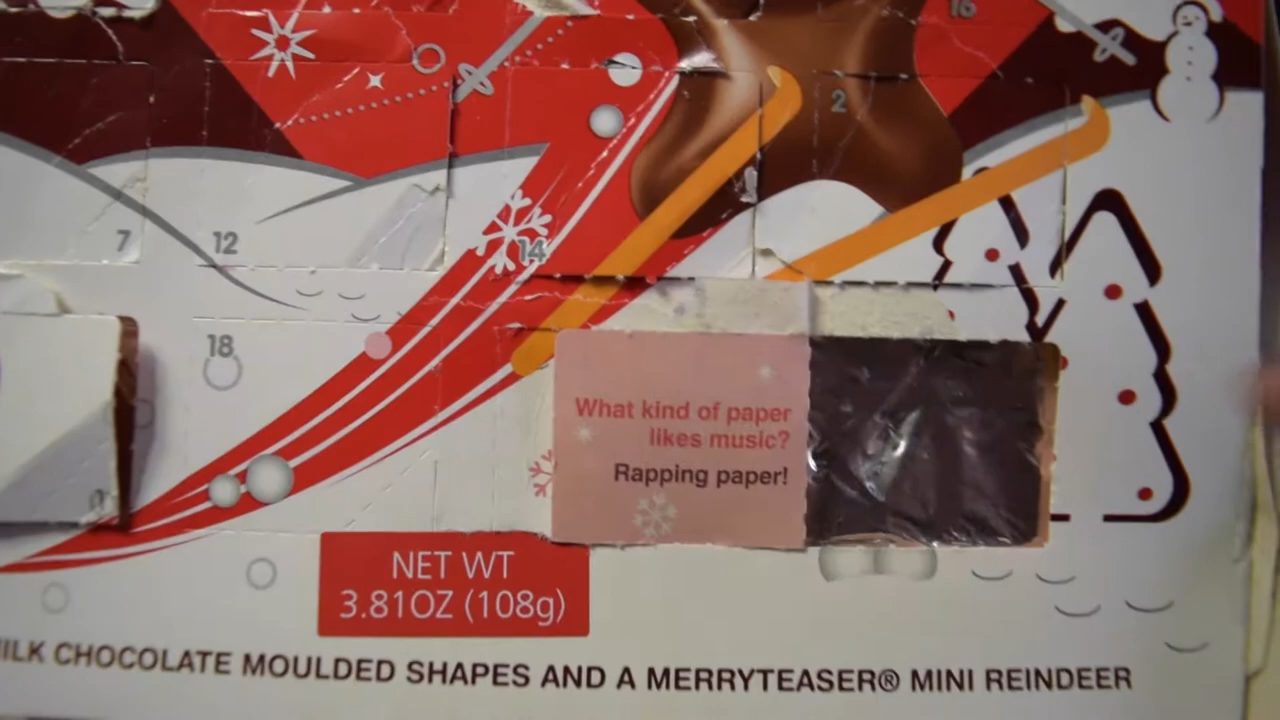 16
2
7
12
14
18
What kind of paper
likes music?
Rapping paper!
NET WT
3.81OZ (108g)
MILK CHOCOLATE MOULDED SHAPES AND A MERRYTEASER® MINI REINDEER